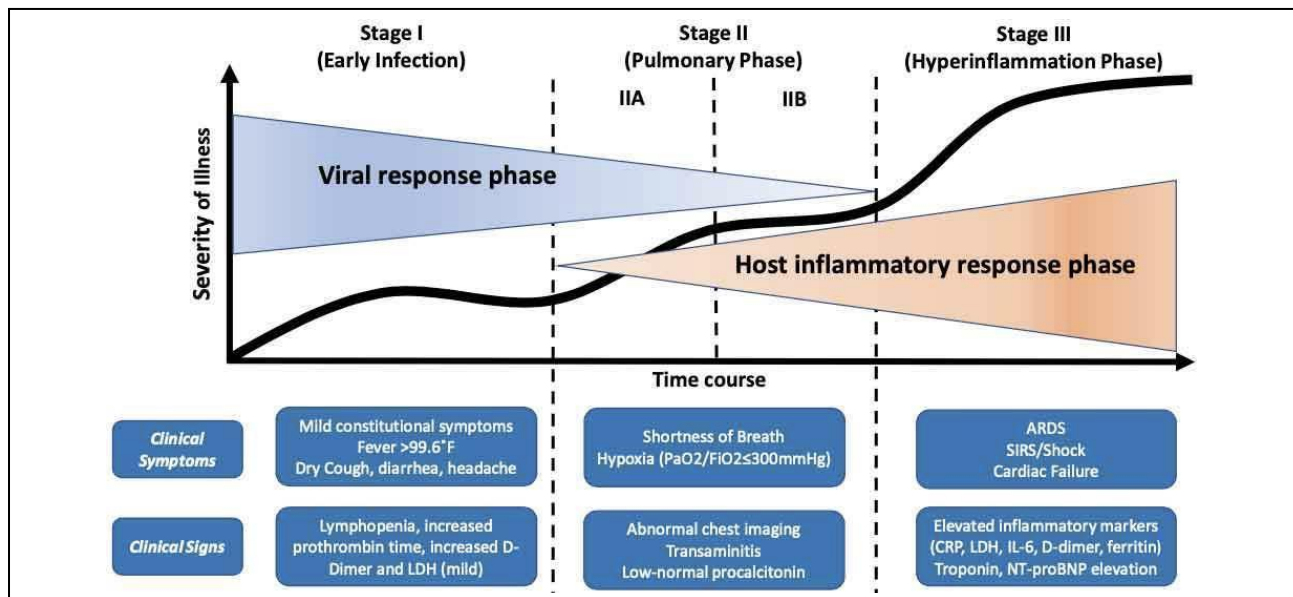 Stage I
(Early Infection)
Stage II
(Pulmonary Phase)
Stage III
(Hyperinflammation Phase)
IIA
IIB
Severity of Illness
Viral response phase
Host inflammatory response phase
Time course
Clinical
Symptoms
Mild constitutional symptoms
Fever >99.6°F
Dry Cough, diarrhea, headache
Shortness of Breath
Hypoxia (PaO2/FiO2≤300mmHg)
ARDS
SIRS/Shock
Cardiac Failure
Clinical Signs
Lymphopenia, increased
prothrombin time, increased D-
Dimer and LDH (mild)
Abnormal chest imaging
Transaminitis
Low-normal procalcitonin
Elevated inflammatory markers
(CRP, LDH, IL-6, D-dimer, ferritin)
Troponin, NT-proBNP elevation